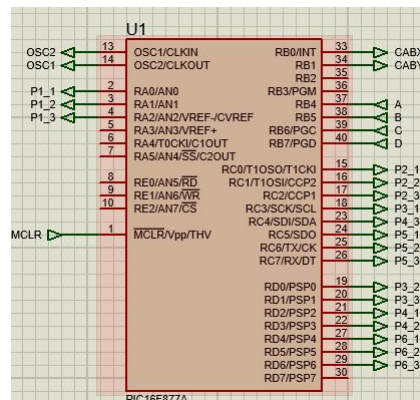 U1
OSC2 13 OSC1/CLKIN RB0/INT 33 CABX
OSC1 14 OSC2/CLKOUT RB1 34 CABY
RB2 35
P1_1 2 RA0/AN0 RB3/PGM 36
P1_2 3 RA1/AN1 RB4 37 A
P1_3 4 RA2/AN2/VREF-/CVREF RB5 38 B
5 RA3/AN3/VREF+ RB6/PGC 39 C
6 RA4/T0CKI/C1OUT RB7/PGD 40 D
7 RA5/AN4/SS/C2OUT
RC0/T1OSO/T1CKI 15 P2_1
8 RE0/AN5/RD RC1/T1OSI/CCP2 16 P2_2
9 RE1/AN6/WR RC2/CCP1 17 P2_3
10 RE2/AN7/CS RC3/SCK/SCL 18 P3_1
RC4/SDI/SDA 23 P4_3
MCLR 1 MCLR/Vpp/THV RC5/SDO 24 P5_1
RC6/TX/CK 25 P5_2
RC7/RX/DT 26 P5_3
RD0/PSP0 19 P3_2
RD1/PSP1 20 P3_3
RD2/PSP2 21 P4_1
RD3/PSP3 22 P4_2
RD4/PSP4 27 P6_1
RD5/PSP5 28 P6_2
RD6/PSP6 29 P6_3
RD7/PSP7 30
PIC16F877A